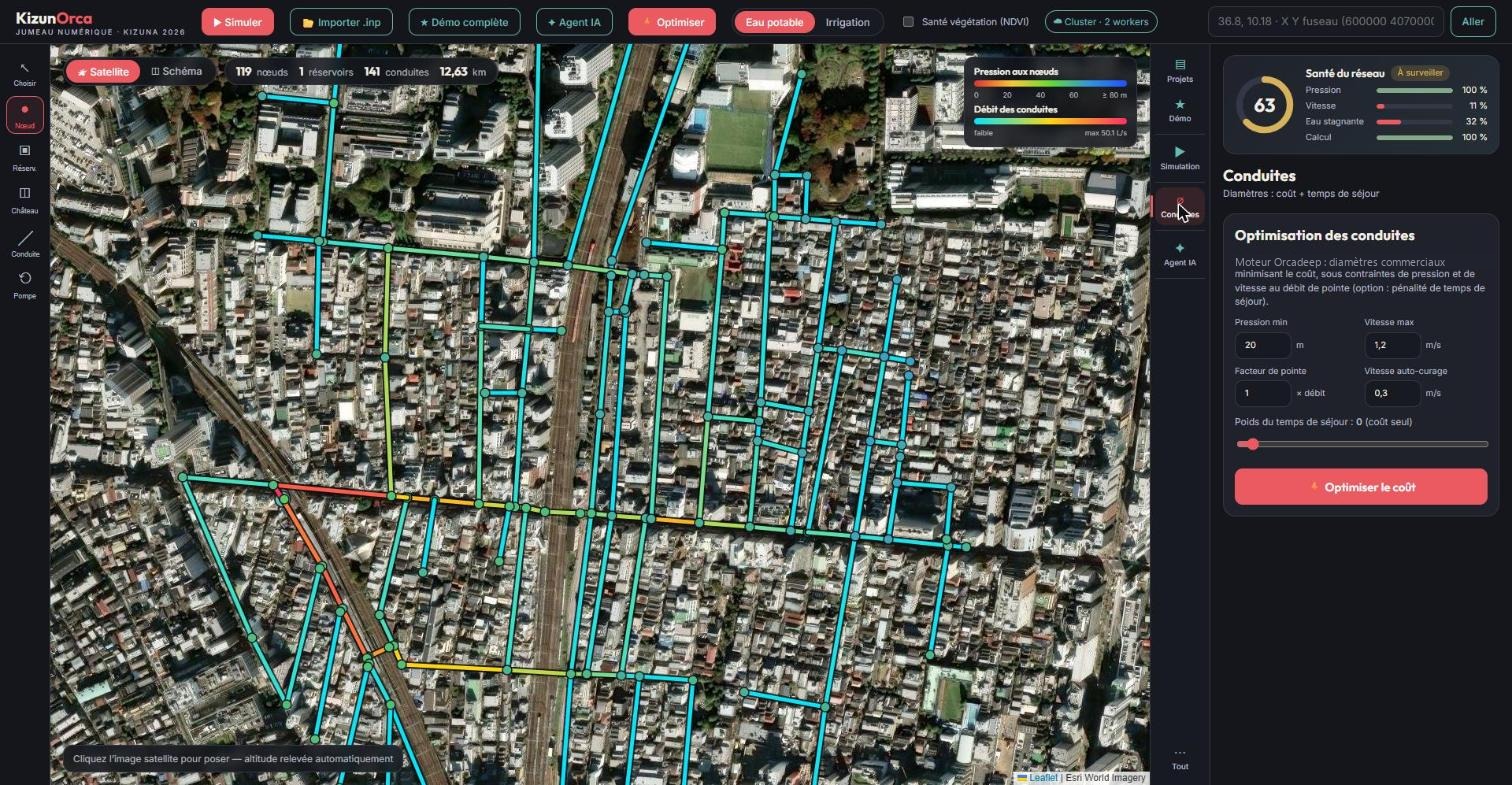 KizunOrca
JUMEAU NUMÉRIQUE · KIZUNA 2026
▶ Simuler
Importer .inp
★ Démo complète
✦ Agent IA
Optimiser
Eau potable
Irrigation
Santé végétation (NDVI)
Cluster · 2 workers
36.8, 10.18 · X Y fuseau (600000 4070000
Aller
Choisir
Nœud
Réserv.
Château
Conduite
Pompe
Satellite
Schéma
119 nœuds 1 réservoirs 141 conduites 12,63 km
Pression aux nœuds
0 20 40 60 ≥ 80 m
Débit des conduites
faible max 50.1 L/s
Cliquez l'image satellite pour poser — altitude relevée automatiquement
Leaflet | Esri World Imagery
Projets
Démo
Simulation
Agent IA
Tout
63
Santé du réseau
À surveiller
Pression 100 %
Vitesse 11 %
Eau stagnante 32 %
Calcul 100 %
Conduites
Diamètres : coût + temps de séjour
Optimisation des conduites
Moteur Orcadeep : diamètres commerciaux
minimisant le coût, sous contraintes de pression et de
vitesse au débit de pointe (option : pénalité de temps de
séjour).
Pression min
Vitesse max
20 m
1,2 m/s
Facteur de pointe
Vitesse auto-curage
1 × débit
0,3 m/s
Poids du temps de séjour : 0 (coût seul)
Optimiser le coût